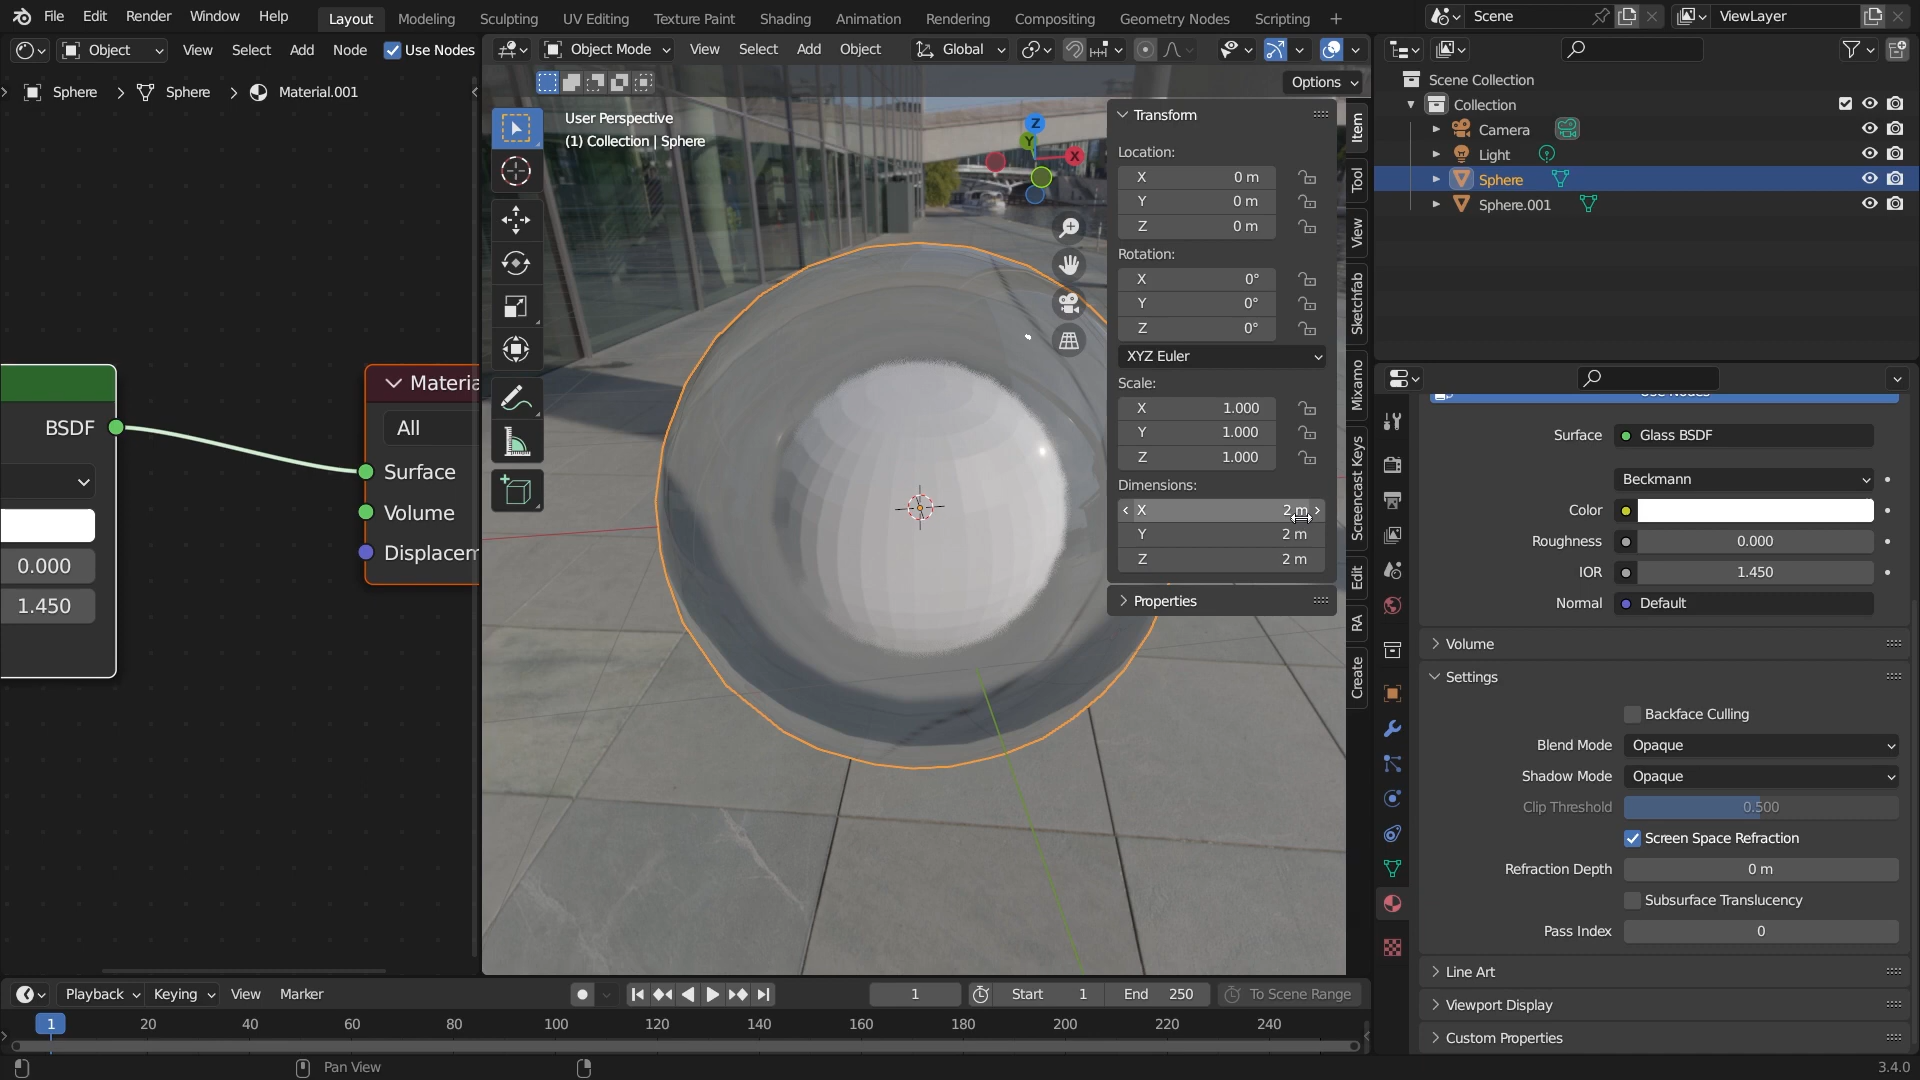 File Edit Render Window Help Layout Modeling Sculpting UV Editing Texture Paint Shading Animation Rendering Compositing Geometry Nodes Scripting + Scene ViewLayer
Object View Select Add Node Use Nodes Object Mode View Select Add Object Global
Sphere > Sphere > Material.001
Options
User Perspective
(1) Collection | Sphere
Z
Y
X
BSDF
0.000
1.450
Materia
All
Surface
Volume
Displacem
Transform
Location:
X 0 m
Y 0 m
Z 0 m
Rotation:
X 0°
Y 0°
Z 0°
XYZ Euler
Scale:
X 1.000
Y 1.000
Z 1.000
Dimensions:
X 2 m
Y 2 m
Z 2 m
Properties
Item
Tool
View
Sketchfab
Mixamo
Screencast Keys
Edit
RA
Create
Scene Collection
Collection
Camera
Light
Sphere
Sphere.001
Use Nodes
Surface Glass BSDF
Beckmann
Color
Roughness 0.000
IOR 1.450
Normal Default
Volume
Settings
Backface Culling
Blend Mode Opaque
Shadow Mode Opaque
Clip Threshold 0.500
Screen Space Refraction
Refraction Depth 0 m
Subsurface Translucency
Pass Index 0
Line Art
Viewport Display
Custom Properties
Playback Keying View Marker 1 Start 1 End 250 To Scene Range
1 20 40 60 80 100 120 140 160 180 200 220 240
Pan View 3.4.0